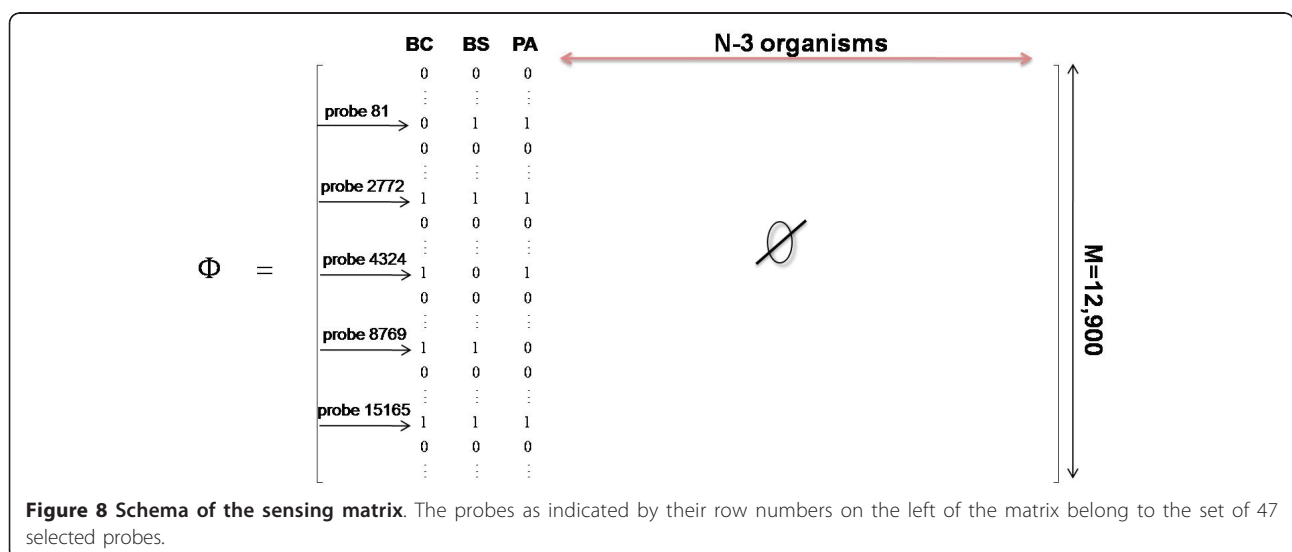 BC BS PA N-3 organisms
0 0 0
⋮ ⋮ ⋮
probe 81 0 1 1
0 0 0
⋮ ⋮ ⋮
probe 2772 1 1 1
0 0 0
⋮ ⋮ ⋮
Φ = probe 4324 1 0 1
0 0 0
⋮ ⋮ ⋮
probe 8769 1 1 0
0 0 0
⋮ ⋮ ⋮
probe 15165 1 1 1
0 0 0
⋮ ⋮ ⋮
0
M=12,900
Figure 8 Schema of the sensing matrix. The probes as indicated by their row numbers on the left of the matrix belong to the set of 47
selected probes.